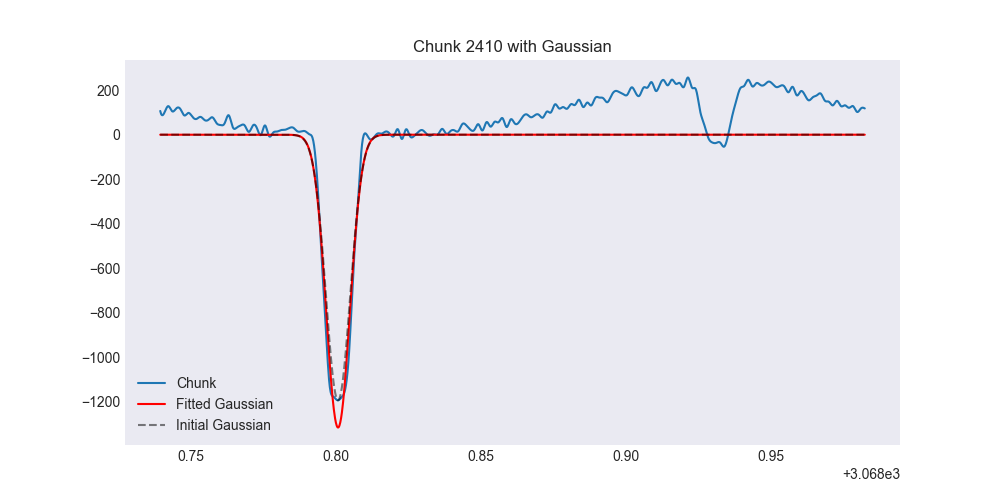 Chunk 2410 with Gaussian
200
0
−200
−400
−600
−800
−1000
−1200
Chunk
Fitted Gaussian
Initial Gaussian
0.75 0.80 0.85 0.90 0.95
+3.068e3